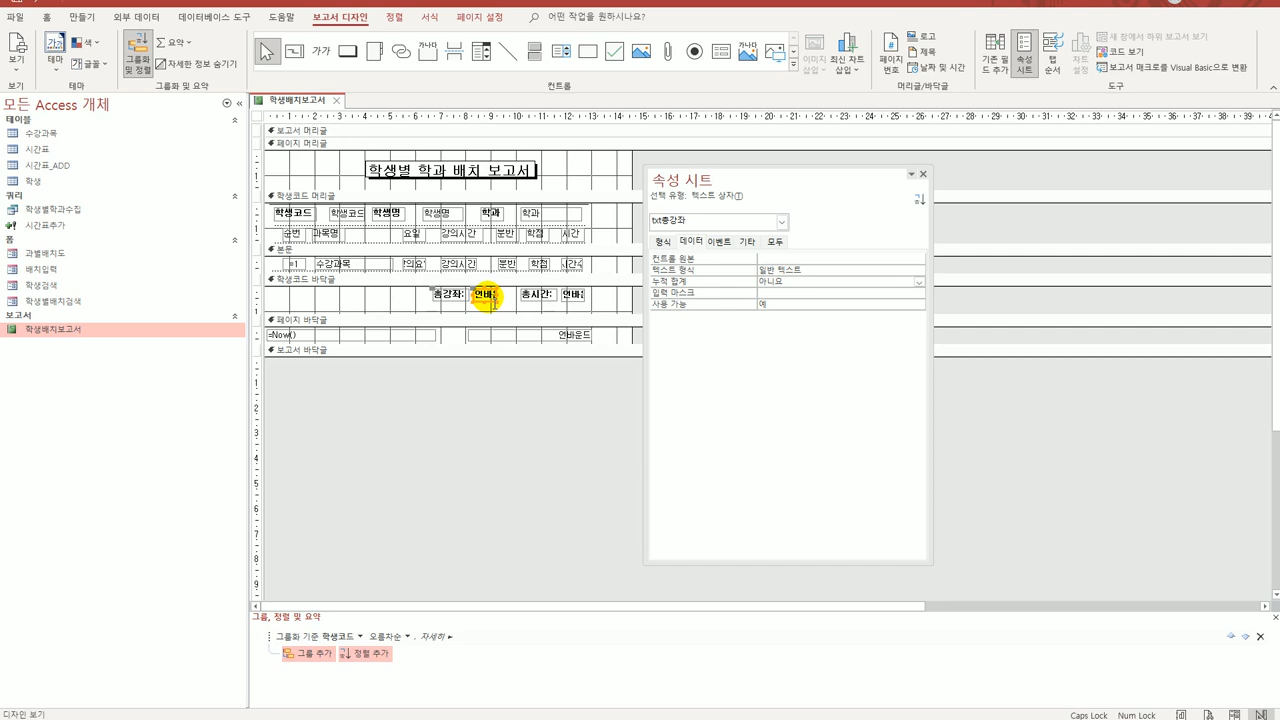 파일 홈 만들기 외부 데이터 데이터베이스 도구 도움말 보고서 디자인 정렬 서식 페이지 설정 어떤 작업을 원하시나요?
보기 테마 색 글꼴 그룹화 및 정렬 요약 자세한 정보 숨기기
가가 가나다 가나다
이미지 삽입 최신 차트 삽입 페이지 번호 로고 제목 날짜 및 시간
기존 필드 추가 속성 시트 탭 순서 차트 설정 새 창에서 하위 보고서 보기 코드 보기 보고서 매크로를 Visual Basic으로 변환
보기 테마 그룹화 및 요약 컨트롤 머리글/바닥글 도구
모든 Access 개체
테이블
수강과목
시간표
시간표_ADD
학생
쿼리
학생별학과수집
시간표추가
폼
과별배치도
배치입력
학생검색
학생별배치검색
보고서
학생배치보고서
학생배치보고서
보고서 머리글
페이지 머리글
학생별 학과 배치 보고서
학생코드 머리글
학생코드 학생코드 학생명 학생명 학과 학과
순번 과목명 요일 강의시간 분반 학점 시간
본문
=1 수강과목 강의시간 분반 학점
학생코드 바닥글
총강좌: 언바 총시간: 언바
페이지 바닥글
=Now() 언바운드
보고서 바닥글
속성 시트
선택 유형: 텍스트 상자(T)
txt총강좌
형식 데이터 이벤트 기타 모두
컨트롤 원본
텍스트 형식 일반 텍스트
누적 합계 아니요
입력 마스크
사용 가능 예
그룹, 정렬 및 요약
그룹화 기준 학생코드 오름차순 , 자세히
그룹 추가 정렬 추가
디자인 보기 Caps Lock Num Lock